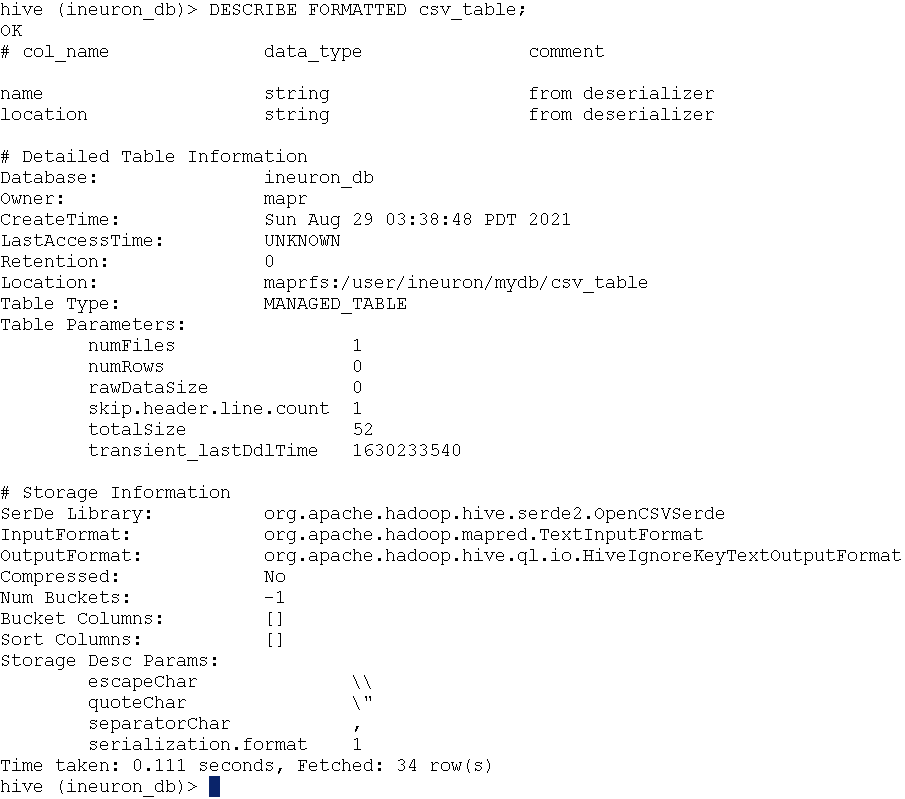 hive (ineuron_db)> DESCRIBE FORMATTED csv_table;
OK
# col_name data_type comment
name string from deserializer
location string from deserializer
# Detailed Table Information
Database: ineuron_db
Owner: mapr
CreateTime: Sun Aug 29 03:38:48 PDT 2021
LastAccessTime: UNKNOWN
Retention: 0
Location: maprfs:/user/ineuron/mydb/csv_table
Table Type: MANAGED_TABLE
Table Parameters:
numFiles 1
numRows 0
rawDataSize 0
skip.header.line.count 1
totalSize 52
transient_lastDdlTime 1630233540
# Storage Information
SerDe Library: org.apache.hadoop.hive.serde2.OpenCSVSerde
InputFormat: org.apache.hadoop.mapred.TextInputFormat
OutputFormat: org.apache.hadoop.hive.ql.io.HiveIgnoreKeyTextOutputFormat
Compressed: No
Num Buckets: -1
Bucket Columns: []
Sort Columns: []
Storage Desc Params:
escapeChar \\
quoteChar \"
separatorChar ,
serialization.format 1
Time taken: 0.111 seconds, Fetched: 34 row(s)
hive (ineuron_db)>